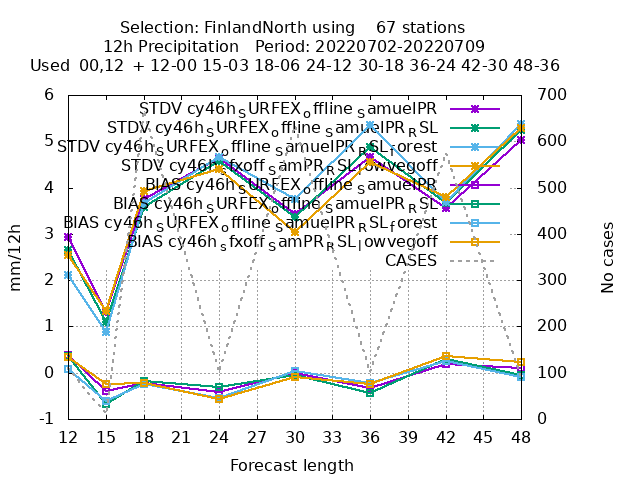 Selection: FinlandNorth using    67 stations
12h Precipitation   Period: 20220702-20220709
Used  00,12  + 12-00 15-03 18-06 24-12 30-18 36-24 42-30 48-36
STDV cy46h_SURFEX_offline_SamuelPR
STDV cy46h_SURFEX_offline_SamuelPR_RSL
STDV cy46h_SURFEX_offline_SamuelPR_RSL_forest
STDV cy46h_sfxoff_SamPR_RSL_lowvegoff
BIAS cy46h_SURFEX_offline_SamuelPR
BIAS cy46h_SURFEX_offline_SamuelPR_RSL
BIAS cy46h_SURFEX_offline_SamuelPR_RSL_forest
BIAS cy46h_sfxoff_SamPR_RSL_lowvegoff
CASES
mm/12h
6
5
4
3
2
1
0
-1
No cases
700
600
500
400
300
200
100
0
12 15 18 21 24 27 30 33 36 39 42 45 48
Forecast length